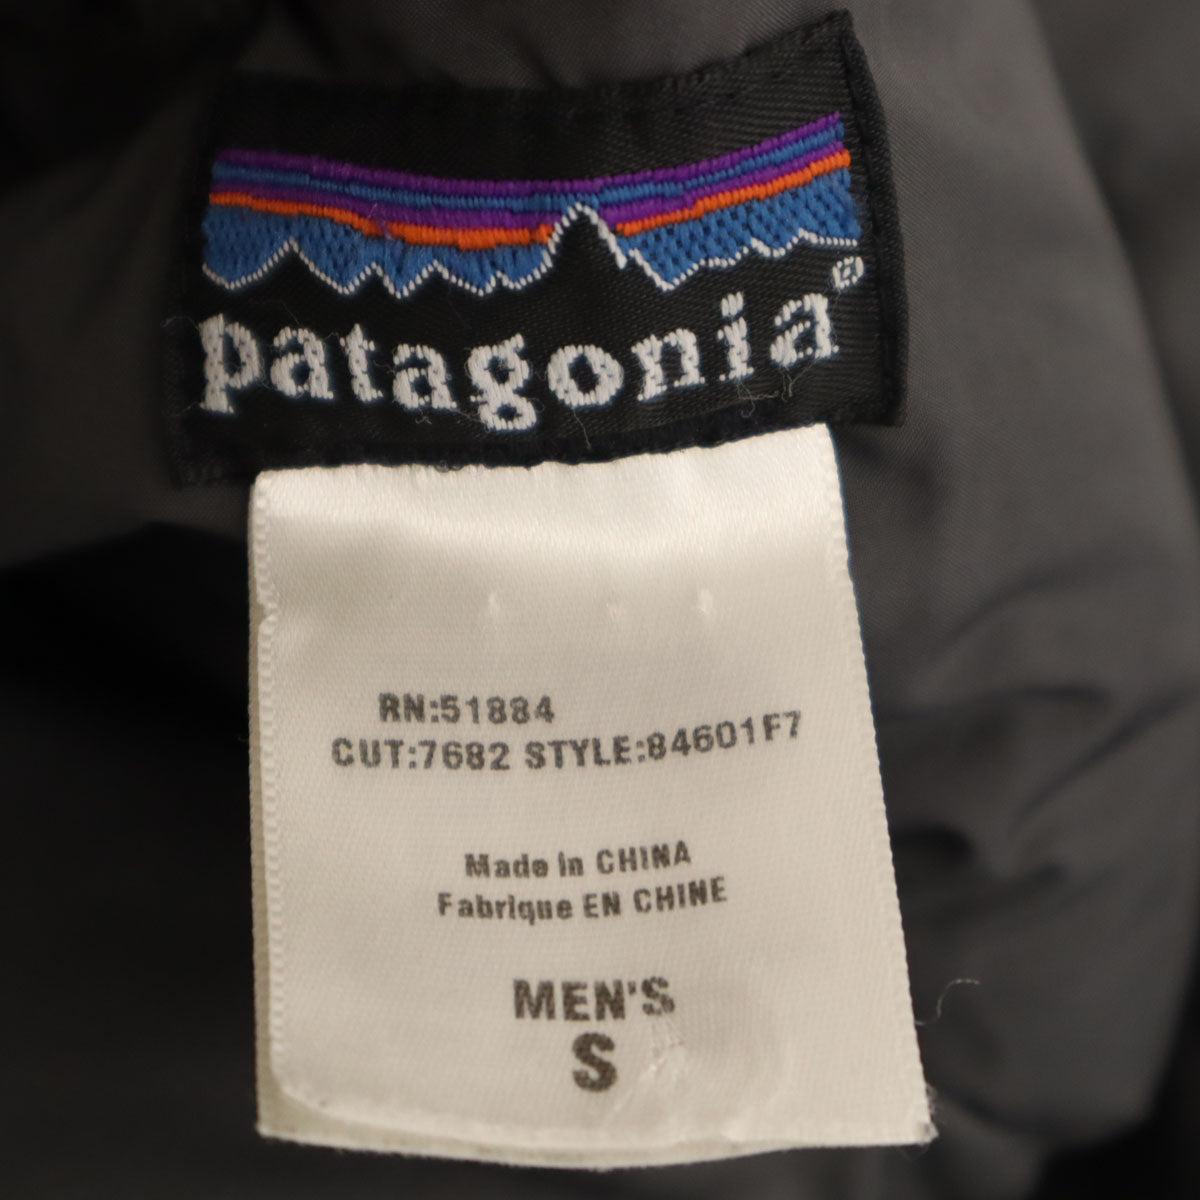 patagonia®
RN:51884
CUT:7682 STYLE:84601F7
Made in CHINA
Fabrique EN CHINE
MEN'S
S